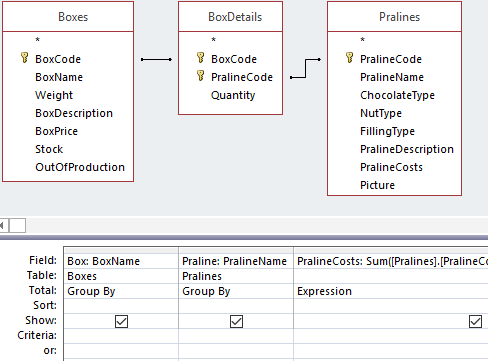 Boxes
*
BoxCode
BoxName
Weight
BoxDescription
BoxPrice
Stock
OutOfProduction
BoxDetails
*
BoxCode
PralineCode
Quantity
Pralines
*
PralineCode
PralineName
ChocolateType
NutType
FillingType
PralineDescription
PralineCosts
Picture
Field: Box: BoxName Praline: PralineName PralineCosts: Sum([Pralines].[PralineCo
Table: Boxes Pralines
Total: Group By Group By Expression
Sort:
Show:
Criteria:
or: